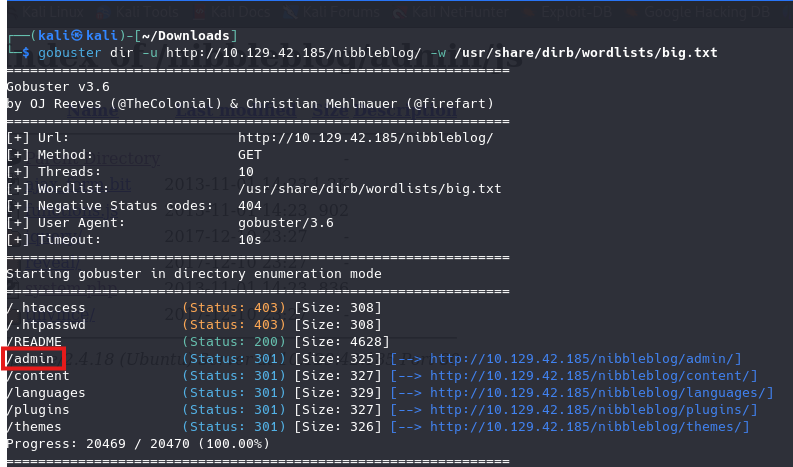 Kali Linux Kali Tools Kali Docs Kali Forums Kali NetHunter Exploit-DB Google Hacking DB
┌──(kali㉿kali)-[~/Downloads]
└─$ gobuster dir -u http://10.129.42.185/nibbleblog/ -w /usr/share/dirb/wordlists/big.txt
Index of /nibbleblog/admin/js
===============================================================
Gobuster v3.6
by OJ Reeves (@TheColonial) & Christian Mehlmauer (@firefart)
===============================================================
[+] Url: http://10.129.42.185/nibbleblog/
[+] Method: GET
[+] Threads: 10
[+] Wordlist: /usr/share/dirb/wordlists/big.txt
[+] Negative Status codes: 404
[+] User Agent: gobuster/3.6
[+] Timeout: 10s
===============================================================
Starting gobuster in directory enumeration mode
===============================================================
/.htaccess (Status: 403) [Size: 308]
/.htpasswd (Status: 403) [Size: 308]
/README (Status: 200) [Size: 4628]
/admin (Status: 301) [Size: 325] [--> http://10.129.42.185/nibbleblog/admin/]
/content (Status: 301) [Size: 327] [--> http://10.129.42.185/nibbleblog/content/]
/languages (Status: 301) [Size: 329] [--> http://10.129.42.185/nibbleblog/languages/]
/plugins (Status: 301) [Size: 327] [--> http://10.129.42.185/nibbleblog/plugins/]
/themes (Status: 301) [Size: 326] [--> http://10.129.42.185/nibbleblog/themes/]
Progress: 20469 / 20470 (100.00%)
===============================================================